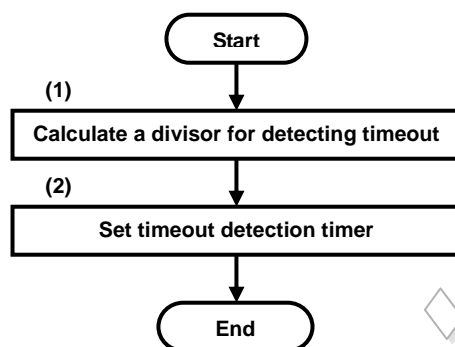 Start
(1)
Calculate a divisor for detecting timeout
(2)
Set timeout detection timer
End